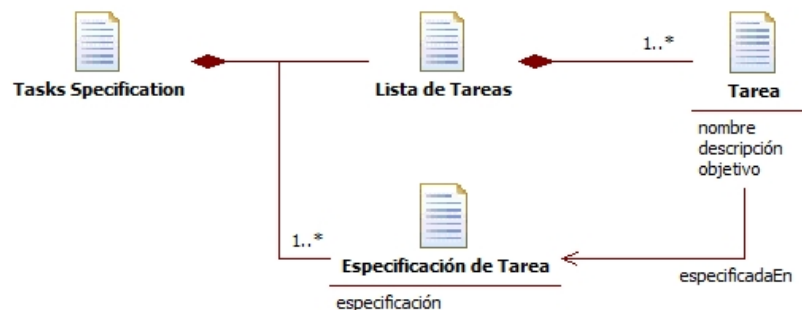 1..*
Tasks Specification
Lista de Tareas
Tarea
nombre
descripción
objetivo
1..*
Especificación de Tarea
especificadaEn
especificación